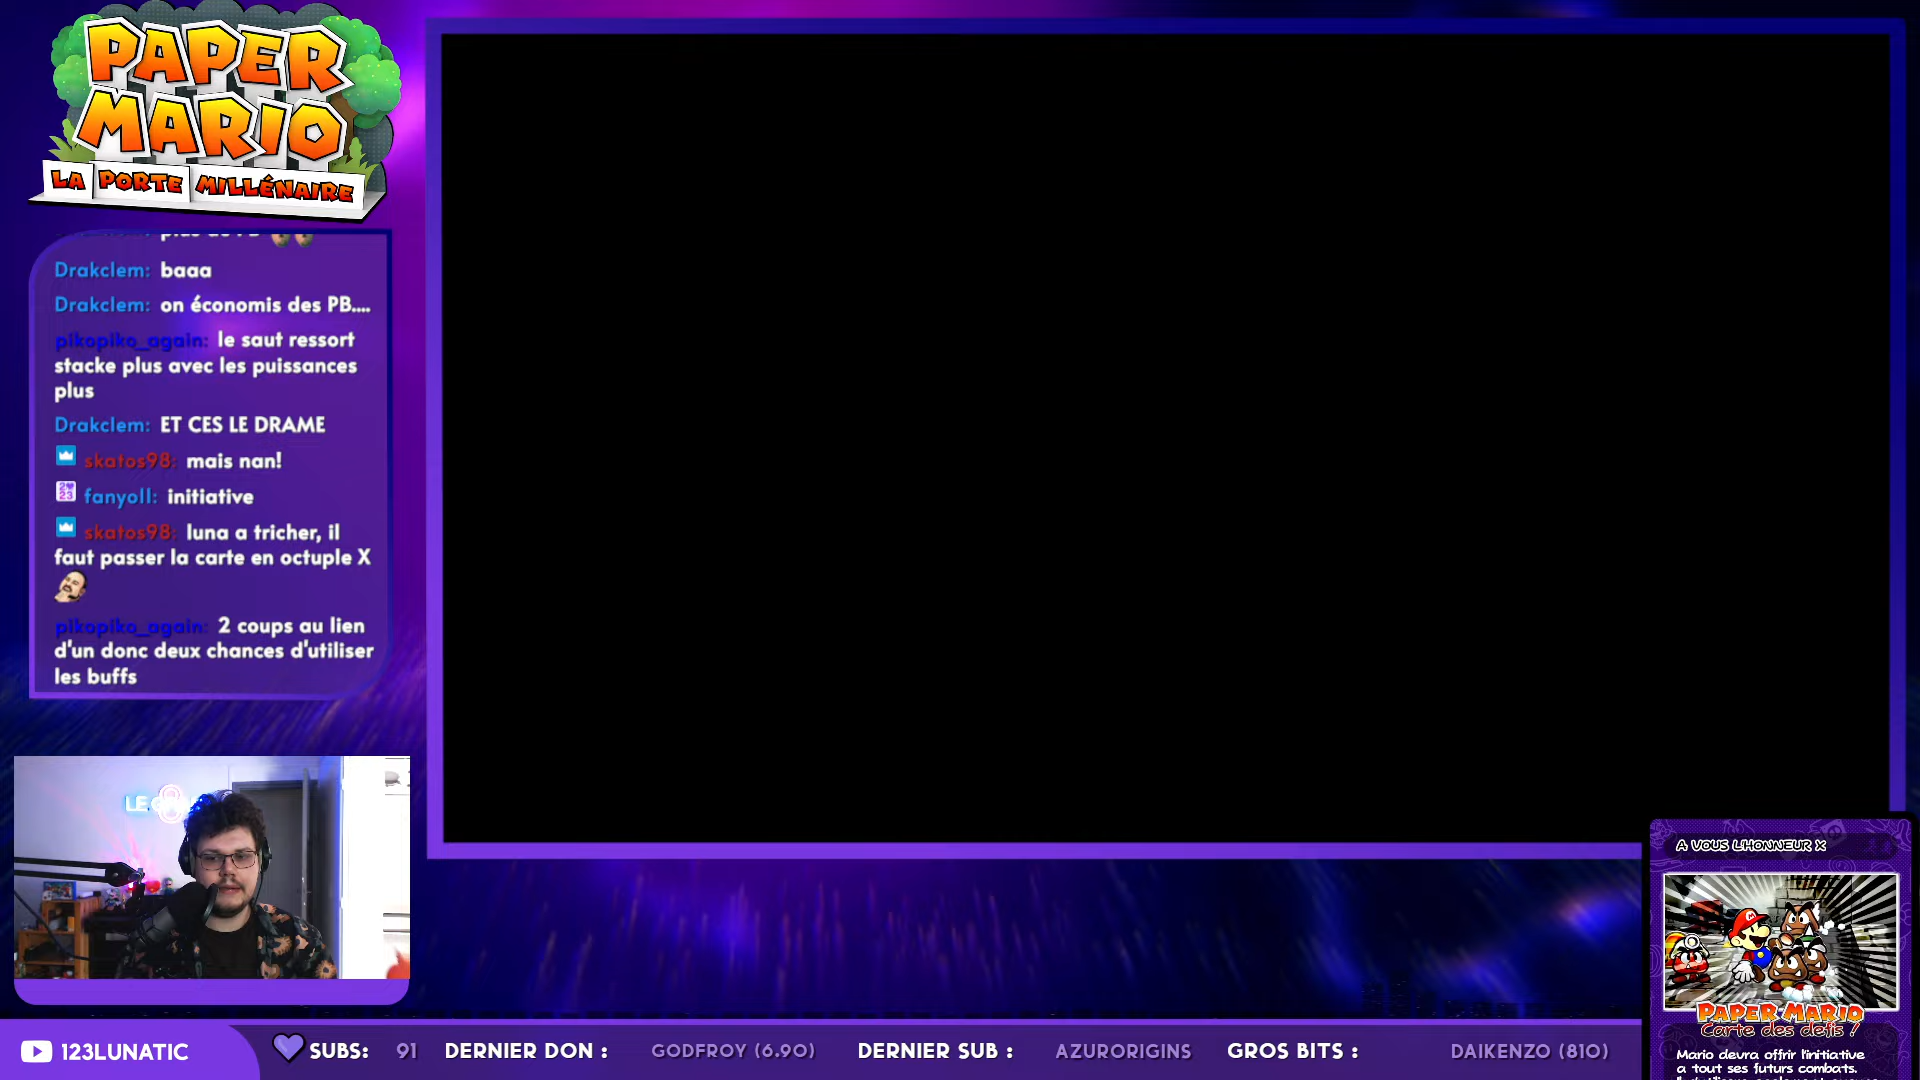 PAPER
MARIO
LA PORTE MILLÉNAIRE
Drakclem: baaa
Drakclem: on économis des PB....
pikopiko_again: le saut ressort
stacke plus avec les puissances
plus
Drakclem: ET CES LE DRAME
skatos98: mais nan!
fanyoll: initiative
skatos98: luna a tricher, il
faut passer la carte en octuple X
pikopiko_again: 2 coups au lien
d'un donc deux chances d'utiliser
les buffs
A VOUS L'HONNEUR X
PAPER MARIO
Carte des défis !
Mario devra offrir l'initiative
a tout ses futurs combats.
123LUNATIC
SUBS: 91
DERNIER DON : GODFROY (6.90)
DERNIER SUB : AZURORIGINS
GROS BITS : DAIKENZO (810)